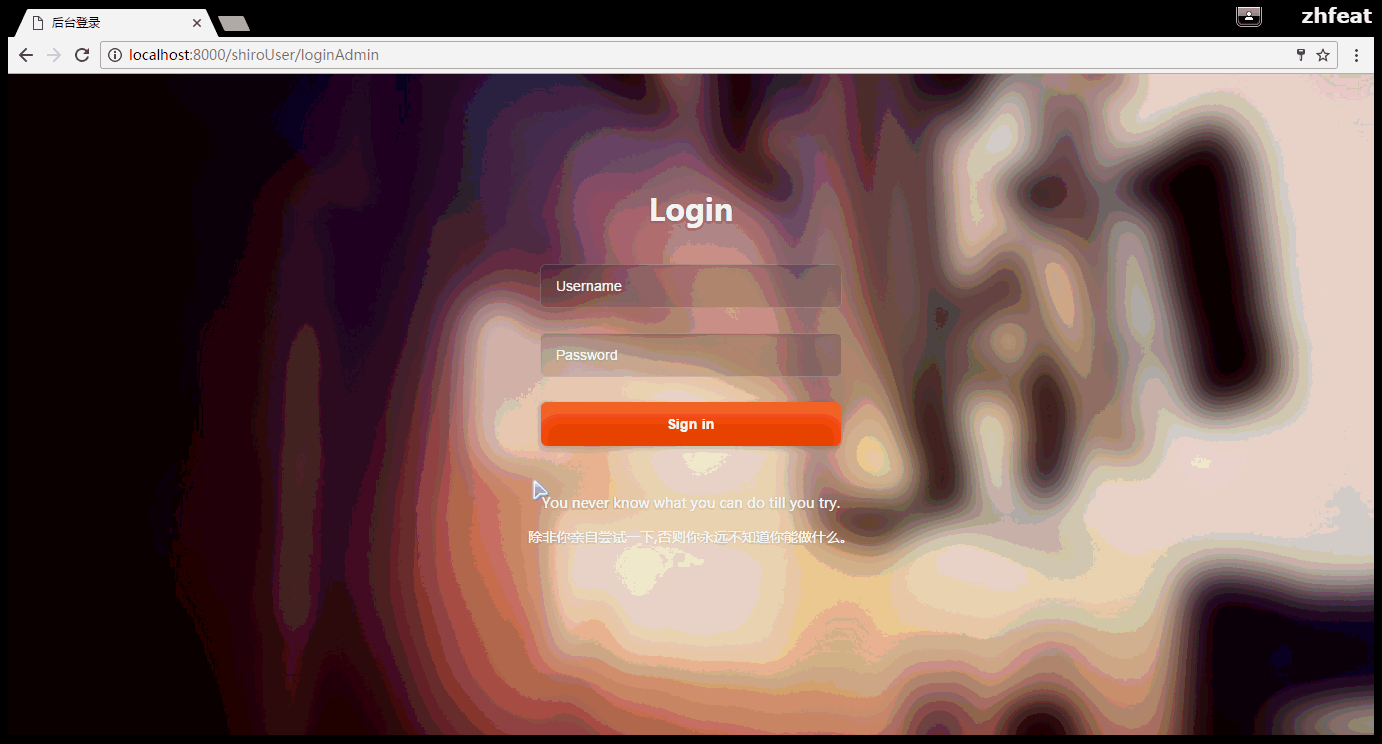 后台登录
zhfeat
localhost:8000/shiroUser/loginAdmin
Login
Username
Password
Sign in
You never know what you can do till you try.
除非你亲自尝试一下,否则你永远不知道你能做什么。